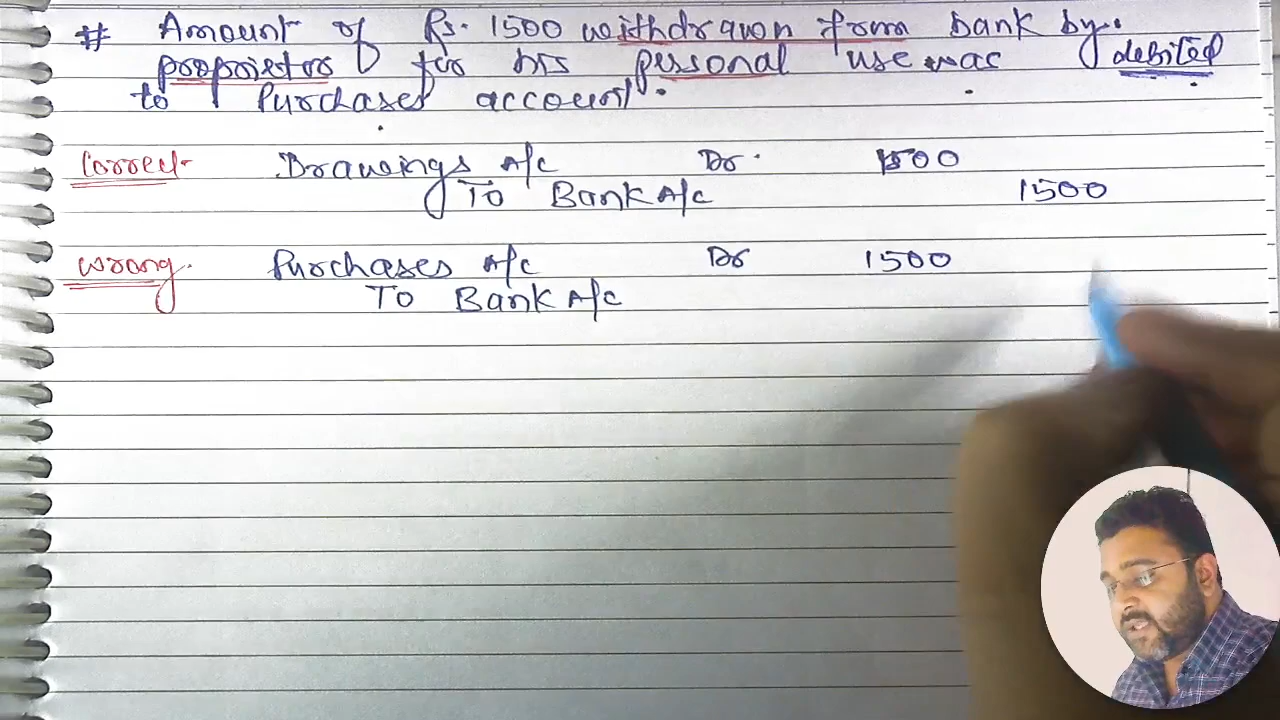 # Amount of Rs. 1500 withdrawn from bank by
proprietor for his personal use was debited
to Purchases account.
Correct- Drawings A/c Dr. 1500
To Bank A/c 1500
Wrong. Purchases A/c Dr 1500
To Bank A/c